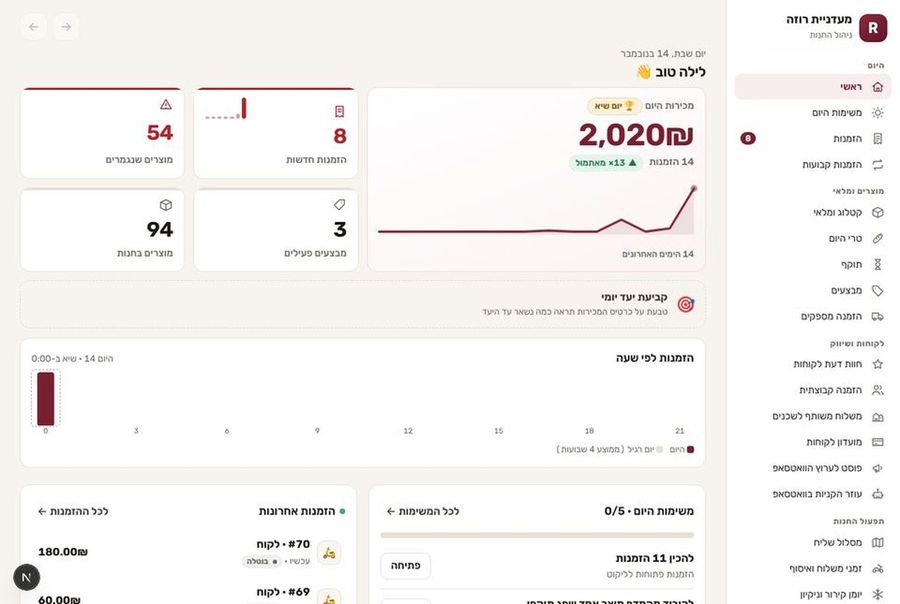 R
מעדניית רוזה
ניהול החנות
היום
ראשי
משימות היום
הזמנות
8
הזמנות קבועות
מוצרים ומלאי
קטלוג ומלאי
טרי היום
תוקף
מבצעים
הזמנה מספקים
לקוחות ושיווק
חוות דעת לקוחות
הזמנה קבוצתית
משלוח משותף לשכנים
מועדון לקוחות
פוסט לערוץ הוואטסאפ
עוזר הקניות בוואטסאפ
תפעול החנות
מסלול שליח
זמני משלוח ואיסוף
יומן קירור וניקיון
יום שבת, 14 בנובמבר
לילה טוב 👋
מכירות היום 🏆 יום שיא
₪2,020
14 הזמנות ▲ 13× מאתמול
14 הימים האחרונים
8
הזמנות חדשות
54
מוצרים שנגמרים
3
מבצעים פעילים
94
מוצרים בחנות
קביעת יעד יומי
טבעת על כרטיס המכירות תראה כמה נשאר עד היעד
הזמנות לפי שעה
היום 14 • שיא ב-0:00
0 3 6 9 12 15 18 21
היום יום רגיל (ממוצע 4 שבועות)
משימות היום • 0/5
לכל המשימות ←
להכין 11 הזמנות
הזמנות פתוחות לליקוט
פתיחה
הזמנות אחרונות
לכל ההזמנות ←
#70 • לקוח
עכשיו • בוטלה
180.00₪
#69 • לקוח
60.00₪
N